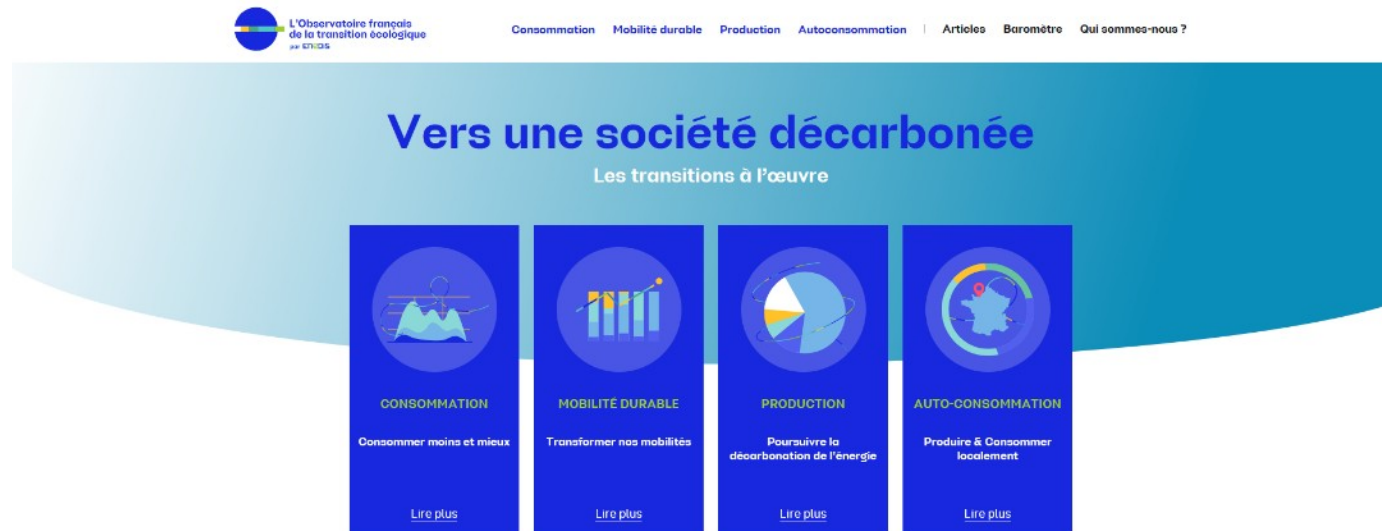 L'Observatoire français
de la transition écologique
par ENEDIS
Consommation Mobilité durable Production Autoconsommation | Articles Baromètre Qui sommes-nous ?
Vers une société décarbonée
Les transitions à l'œuvre
CONSOMMATION
Consommer moins et mieux
Lire plus
MOBILITÉ DURABLE
Transformer nos mobilités
Lire plus
PRODUCTION
Poursuivre la
décarbonation de l'énergie
Lire plus
AUTO-CONSOMMATION
Produire & Consommer
localement
Lire plus